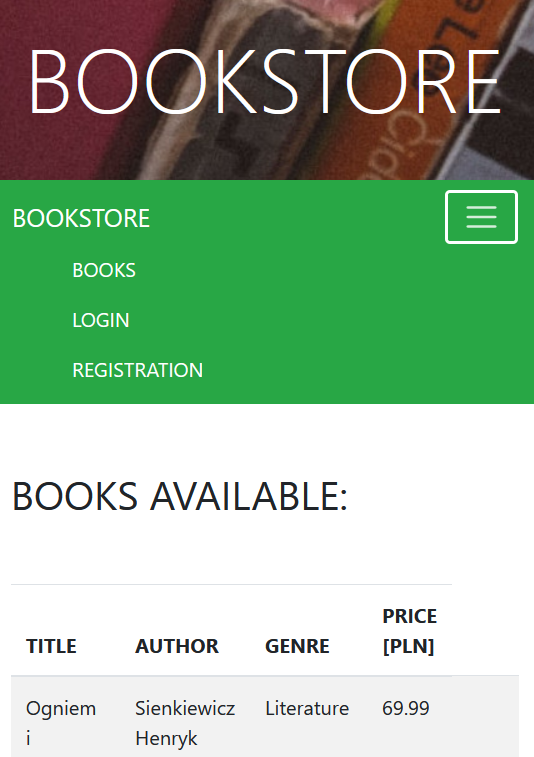 BOOKSTORE
BOOKSTORE
BOOKS
LOGIN
REGISTRATION
BOOKS AVAILABLE:
TITLE AUTHOR GENRE PRICE [PLN]
Ogniem i Sienkiewicz Henryk Literature 69.99